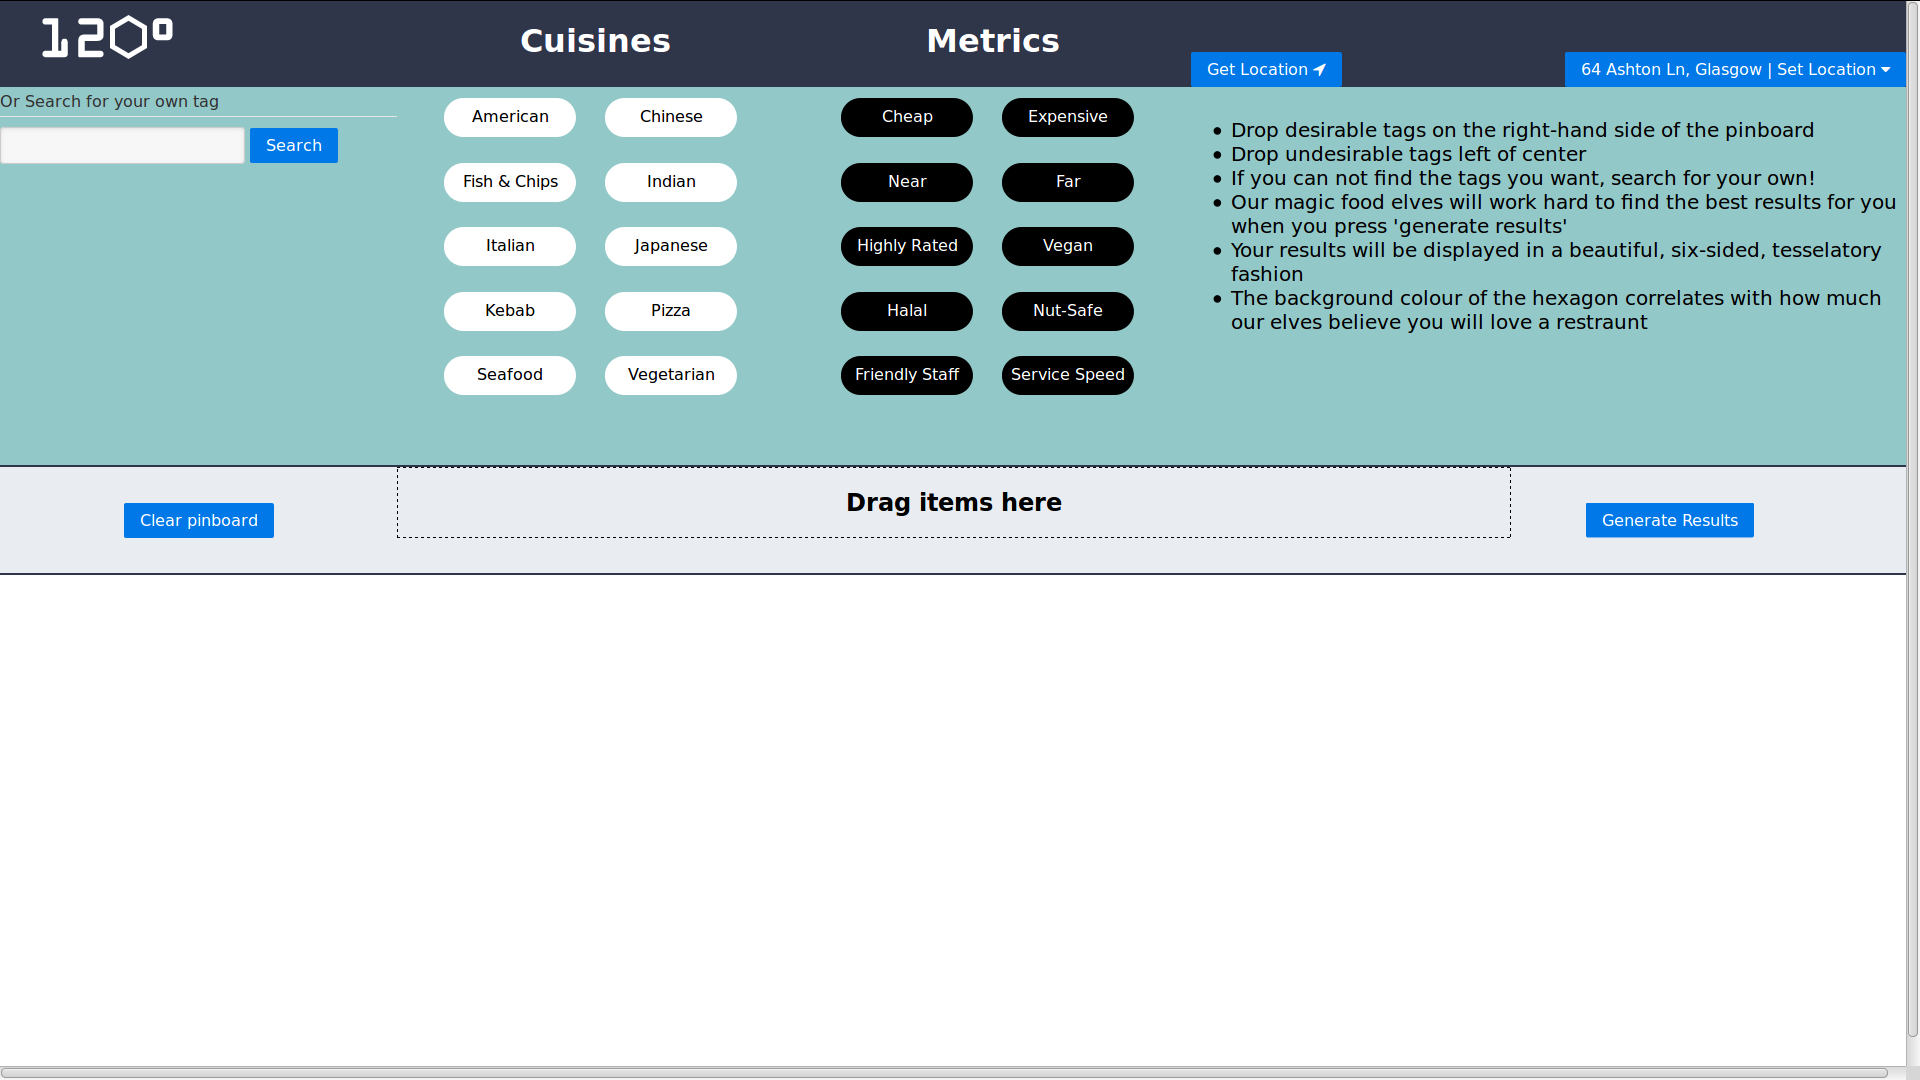 120°
Cuisines
Metrics
Get Location
64 Ashton Ln, Glasgow | Set Location
Or Search for your own tag
Search
American
Chinese
Fish & Chips
Indian
Italian
Japanese
Kebab
Pizza
Seafood
Vegetarian
Cheap
Expensive
Near
Far
Highly Rated
Vegan
Halal
Nut-Safe
Friendly Staff
Service Speed
• Drop desirable tags on the right-hand side of the pinboard
• Drop undesirable tags left of center
• If you can not find the tags you want, search for your own!
• Our magic food elves will work hard to find the best results for you
when you press 'generate results'
• Your results will be displayed in a beautiful, six-sided, tesselatory
fashion
• The background colour of the hexagon correlates with how much
our elves believe you will love a restraunt
Clear pinboard
Drag items here
Generate Results